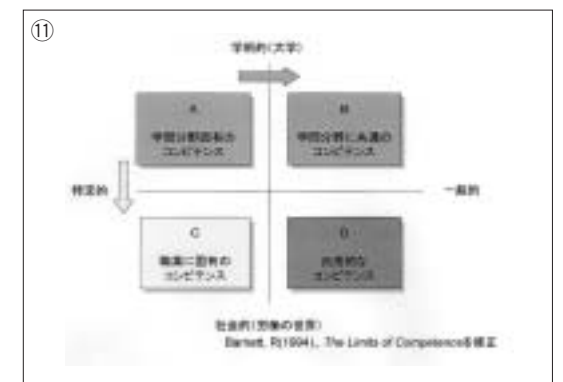 ⑪
学術的(大学)
A
学問分野固有の
コンピテンス
B
学問分野に共通の
コンピテンス
特定的
一般的
C
職業に固有の
コンピテンス
D
汎用的な
コンピテンス
社会的(労働の世界)
Barnett, R(1994)., The Limits of Competenceを修正